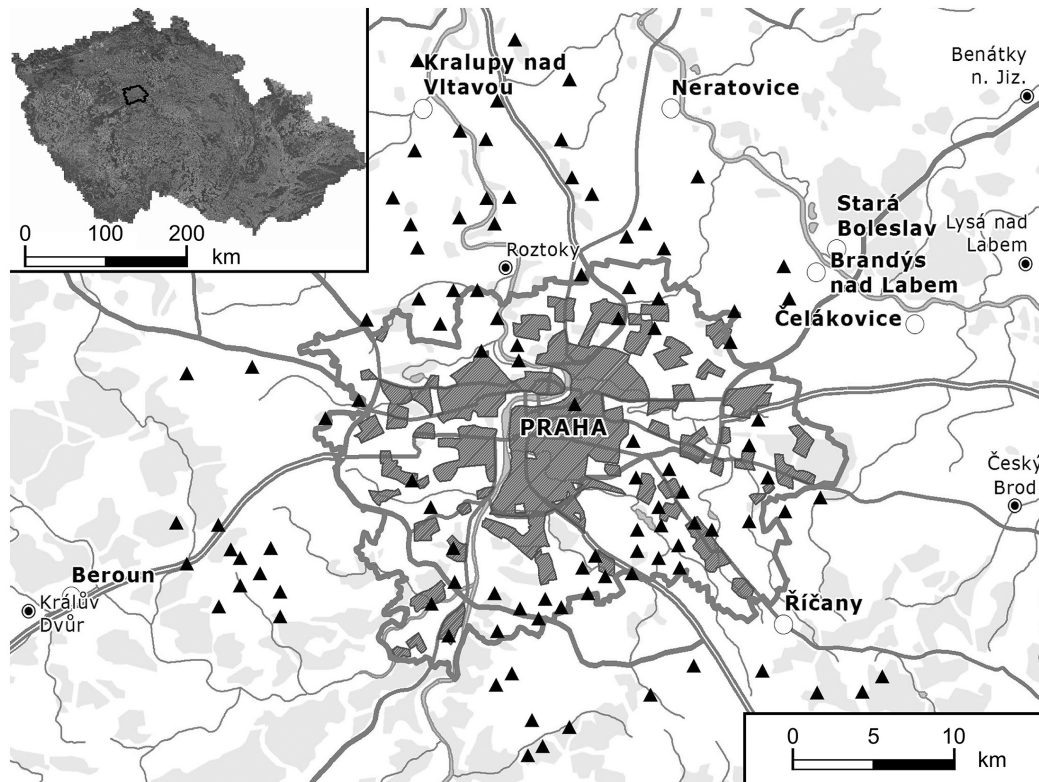 Kralupy nad
Vltavou
Neratovice
Benátky
n. Jiz.
Stará
Boleslav
Lysá nad
Labem
0 100 200
km
Roztoky
Brandýs
nad Labem
Čelákovice
PRAHA
Český
Brod
Beroun
Králův
Dvůr
Říčany
0 5 10
km